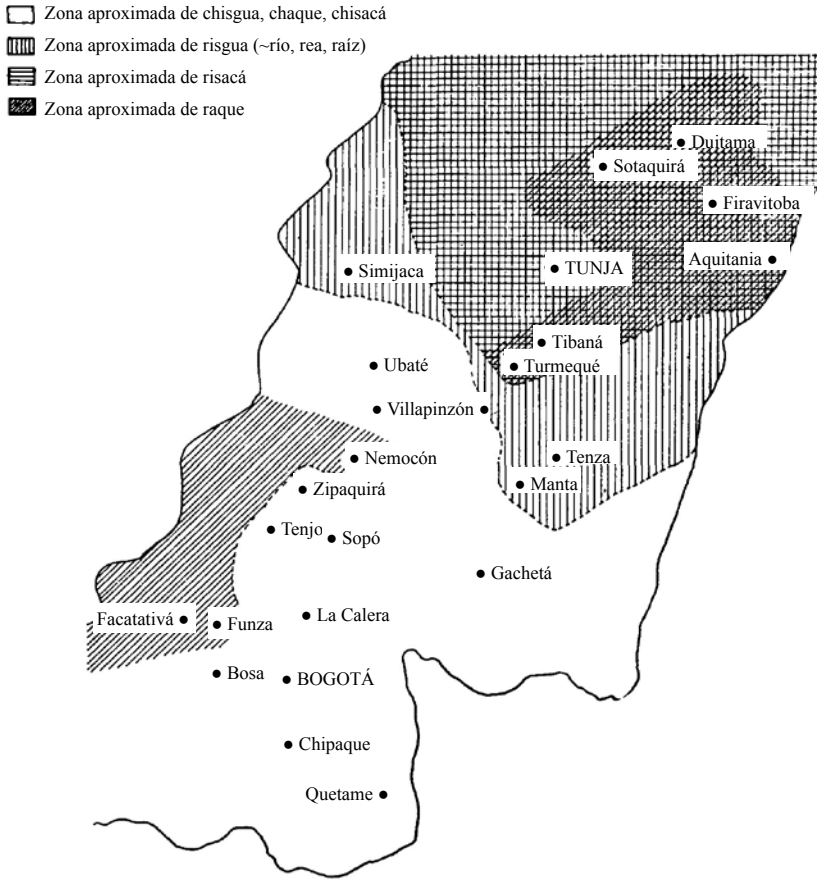 Zona aproximada de chisgua, chaque, chisacá
Zona aproximada de risgua (~río, rea, raíz)
Zona aproximada de risacá
Zona aproximada de raque
Duitama
Sotaquirá
Firavitoba
Aquitania
TUNJA
Simijaca
Tibaná
Turmequé
Ubaté
Villapinzón
Nemocón
Tenza
Zipaquirá
Manta
Tenjo
Sopó
Gachetá
La Calera
Facatativá
Funza
Bosa
BOGOTÁ
Chipaque
Quetame